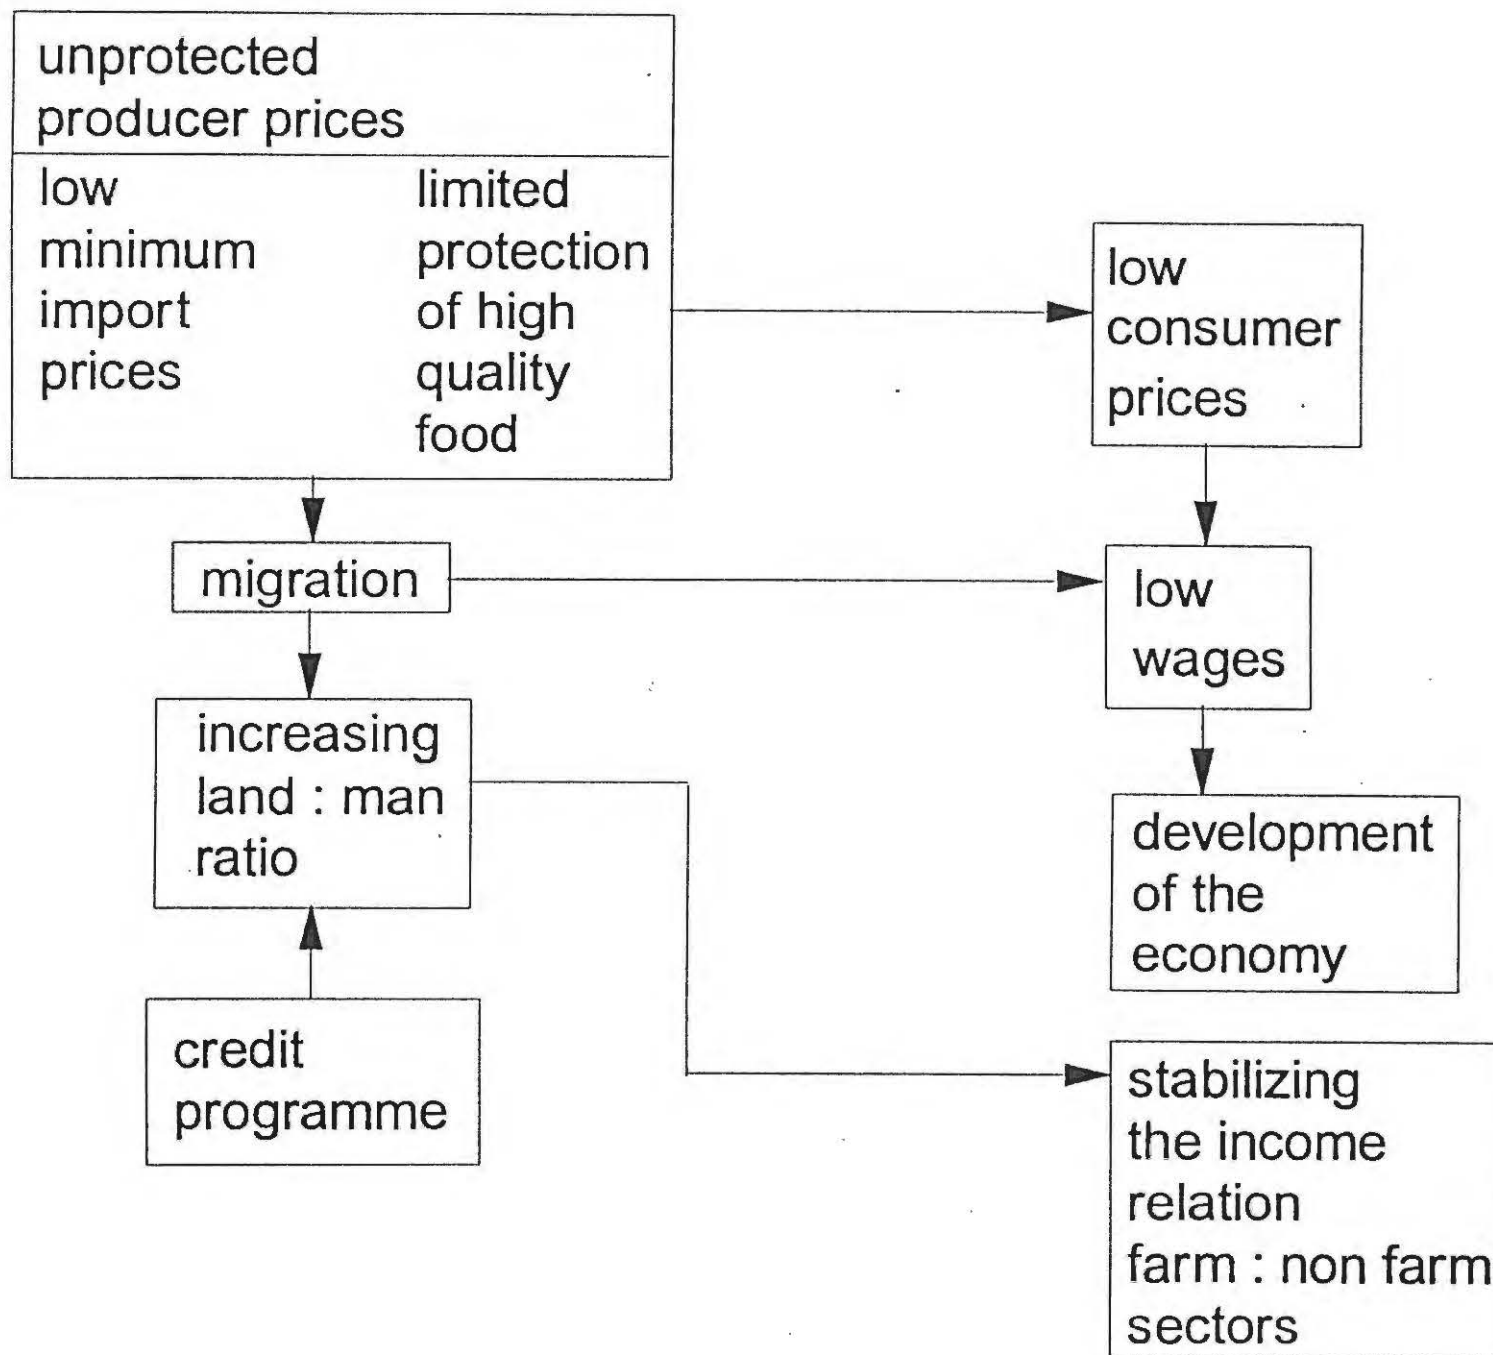 unprotected
producer prices
low
minimum
import
prices
limited
protection
of high
quality
food
low
consumer
prices
migration
low
wages
increasing
land : man
ratio
development
of the
economy
credit
programme
stabilizing
the income
relation
farm : non farm
sectors